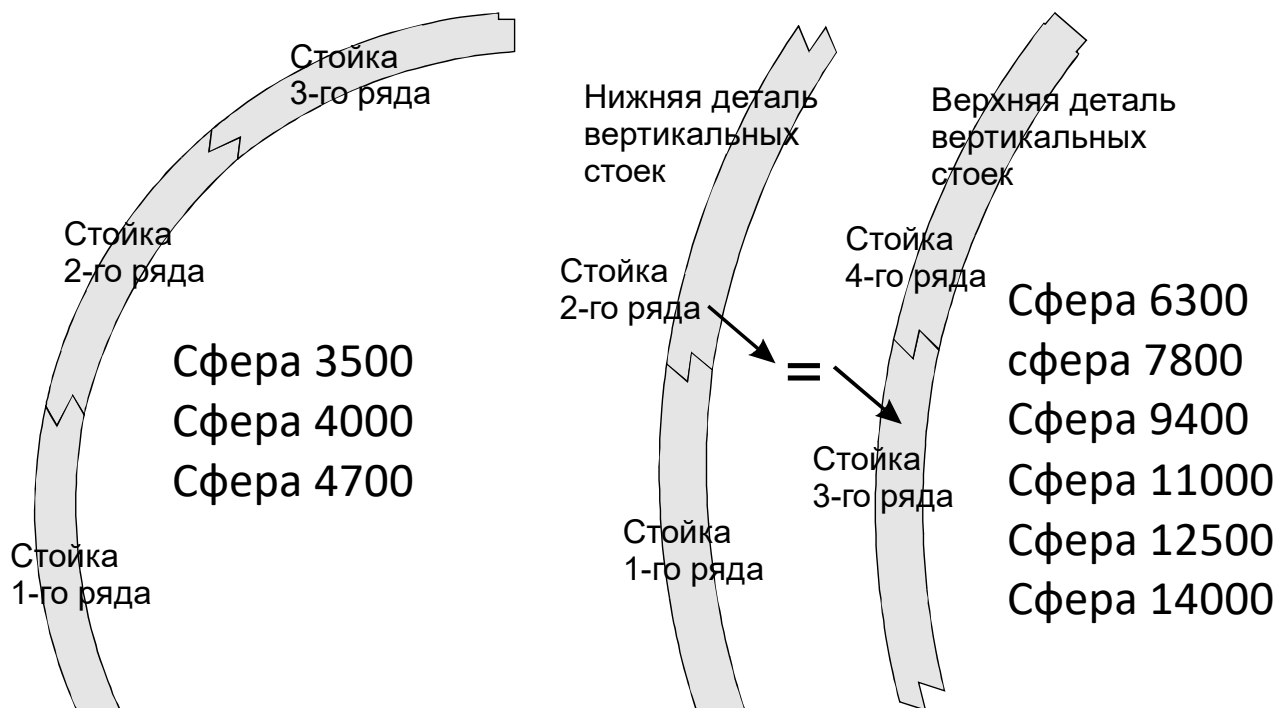 Стойка
3-го ряда
Стойка
2-го ряда
Сфера 3500
Сфера 4000
Сфера 4700
Стойка
1-го ряда
Нижняя деталь
вертикальных
стоек
Стойка
2-го ряда
=
Стойка
1-го ряда
Верхняя деталь
вертикальных
стоек
Стойка
4-го ряда
Стойка
3-го ряда
Сфера 6300
сфера 7800
Сфера 9400
Сфера 11000
Сфера 12500
Сфера 14000